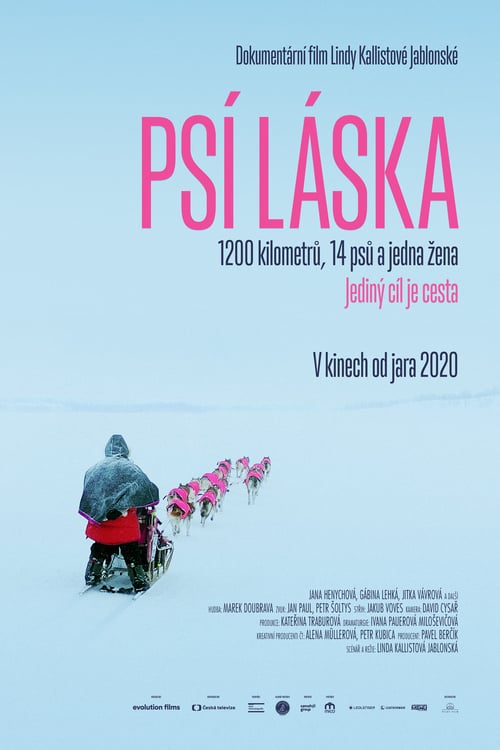 Dokumentární film Lindy Kallistové Jablonské
PSÍ LÁSKA
1200 kilometrů, 14 psů a jedna žena
Jediný cíl je cesta
V kinech od jara 2020
JANA HENYCHOVÁ, GÁBINA LEHKÁ, JITKA VÁVROVÁ A DALŠÍ
HUDBA: MAREK DOUBRAVA ZVUK: JAN PAUL, PETR ŠOLTYS STŘIH: JAKUB VOVES KAMERA: DAVID CYSAŘ
PRODUKCE: KATEŘINA TRABUROVÁ DRAMATURGIE: IVANA PAUEROVÁ MILOŠEVIČOVÁ
KREATIVNÍ PRODUCENTI ČT: ALENA MÜLLEROVÁ, PETR KUBICA PRODUCENT: PAVEL BERČÍK
SCÉNÁŘ A REŽIE: LINDA KALLISTOVÁ JABLONSKÁ
evolution films Česká televize